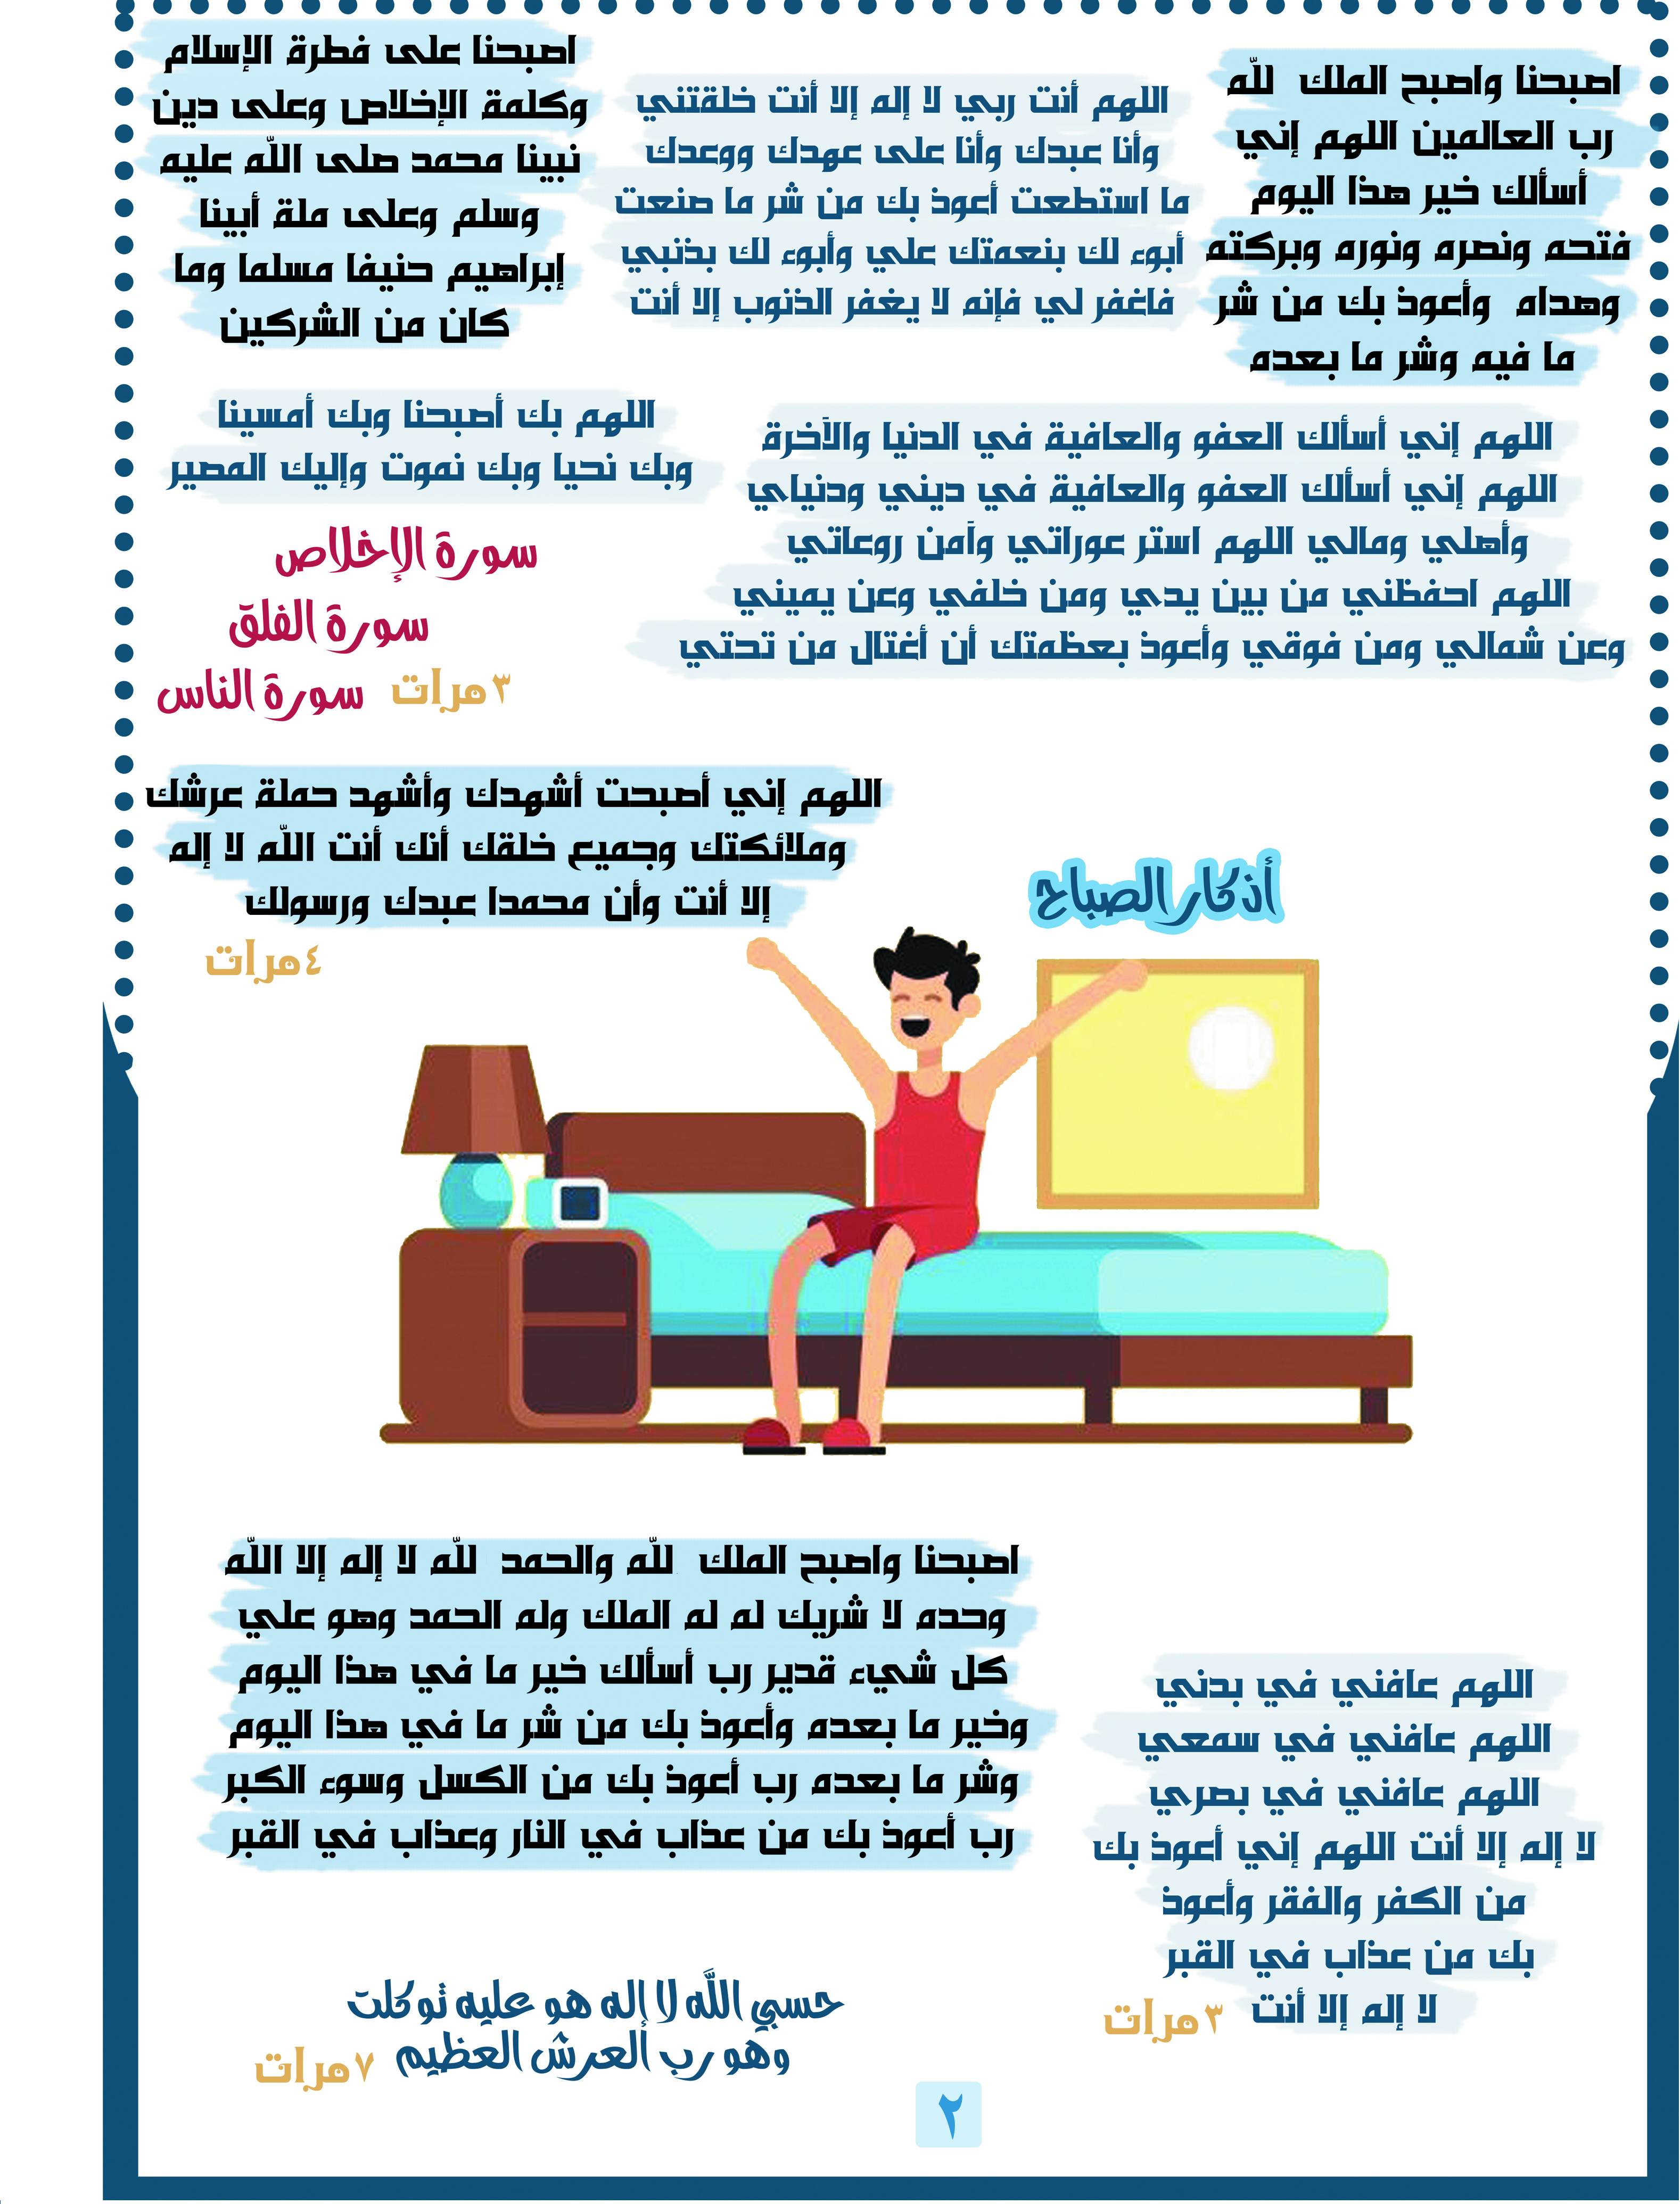 اصبحنا واصبح الملك لله
رب العالمين اللهم إني
أسألك خير هذا اليوم
فتحه ونصره ونوره وبركته
وهداه وأعوذ بك من شر
ما فيه وشر ما بعده
اللهم أنت ربي لا إله إلا أنت خلقتني
وأنا عبدك وأنا على عهدك ووعدك
ما استطعت أعوذ بك من شر ما صنعت
أبوء لك بنعمتك علي وأبوء لك بذنبي
فاغفر لي فإنه لا يغفر الذنوب إلا أنت
اصبحنا على فطرة الإسلام
وكلمة الإخلاص وعلى دين
نبينا محمد صلى الله عليه
وسلم وعلى ملة أبينا
إبراهيم حنيفا مسلما وما
كان من الشركين
اللهم إني أسألك العفو والعافية في الدنيا والآخرة
اللهم إني أسألك العفو والعافية في ديني ودنياي
وأهلي ومالي اللهم استر عوراتي وآمن روعاتي
اللهم احفظني من بين يدي ومن خلفي وعن يميني
وعن شمالي ومن فوقي وأعوذ بعظمتك أن أغتال من تحتي
اللهم بك أصبحنا وبك أمسينا
وبك نحيا وبك نموت وإليك المصير
سورة الإخلاص
سورة الفلق
سورة الناس
٣ مرات
اللهم إني أصبحت أشهدك وأشهد حملة عرشك
وملائكتك وجميع خلقك أنك أنت الله لا إله
إلا أنت وأن محمدا عبدك ورسولك
٤ مرات
أذكار الصباح
اصبحنا واصبح الملك لله والحمد لله لا إله إلا الله
وحده لا شريك له له الملك وله الحمد وهو علي
كل شيء قدير رب أسألك خير ما في هذا اليوم
وخير ما بعده وأعوذ بك من شر ما في هذا اليوم
وشر ما بعده رب أعوذ بك من الكسل وسوء الكبر
رب أعوذ بك من عذاب في النار وعذاب في القبر
اللهم عافني في بدني
اللهم عافني في سمعي
اللهم عافني في بصري
لا إله إلا أنت اللهم إني أعوذ بك
من الكفر والفقر وأعوذ
بك من عذاب في القبر
لا إله إلا أنت
٣ مرات
حسبي الله لا إله هو عليه توكلت
وهو رب العرش العظيم
٧ مرات
٢